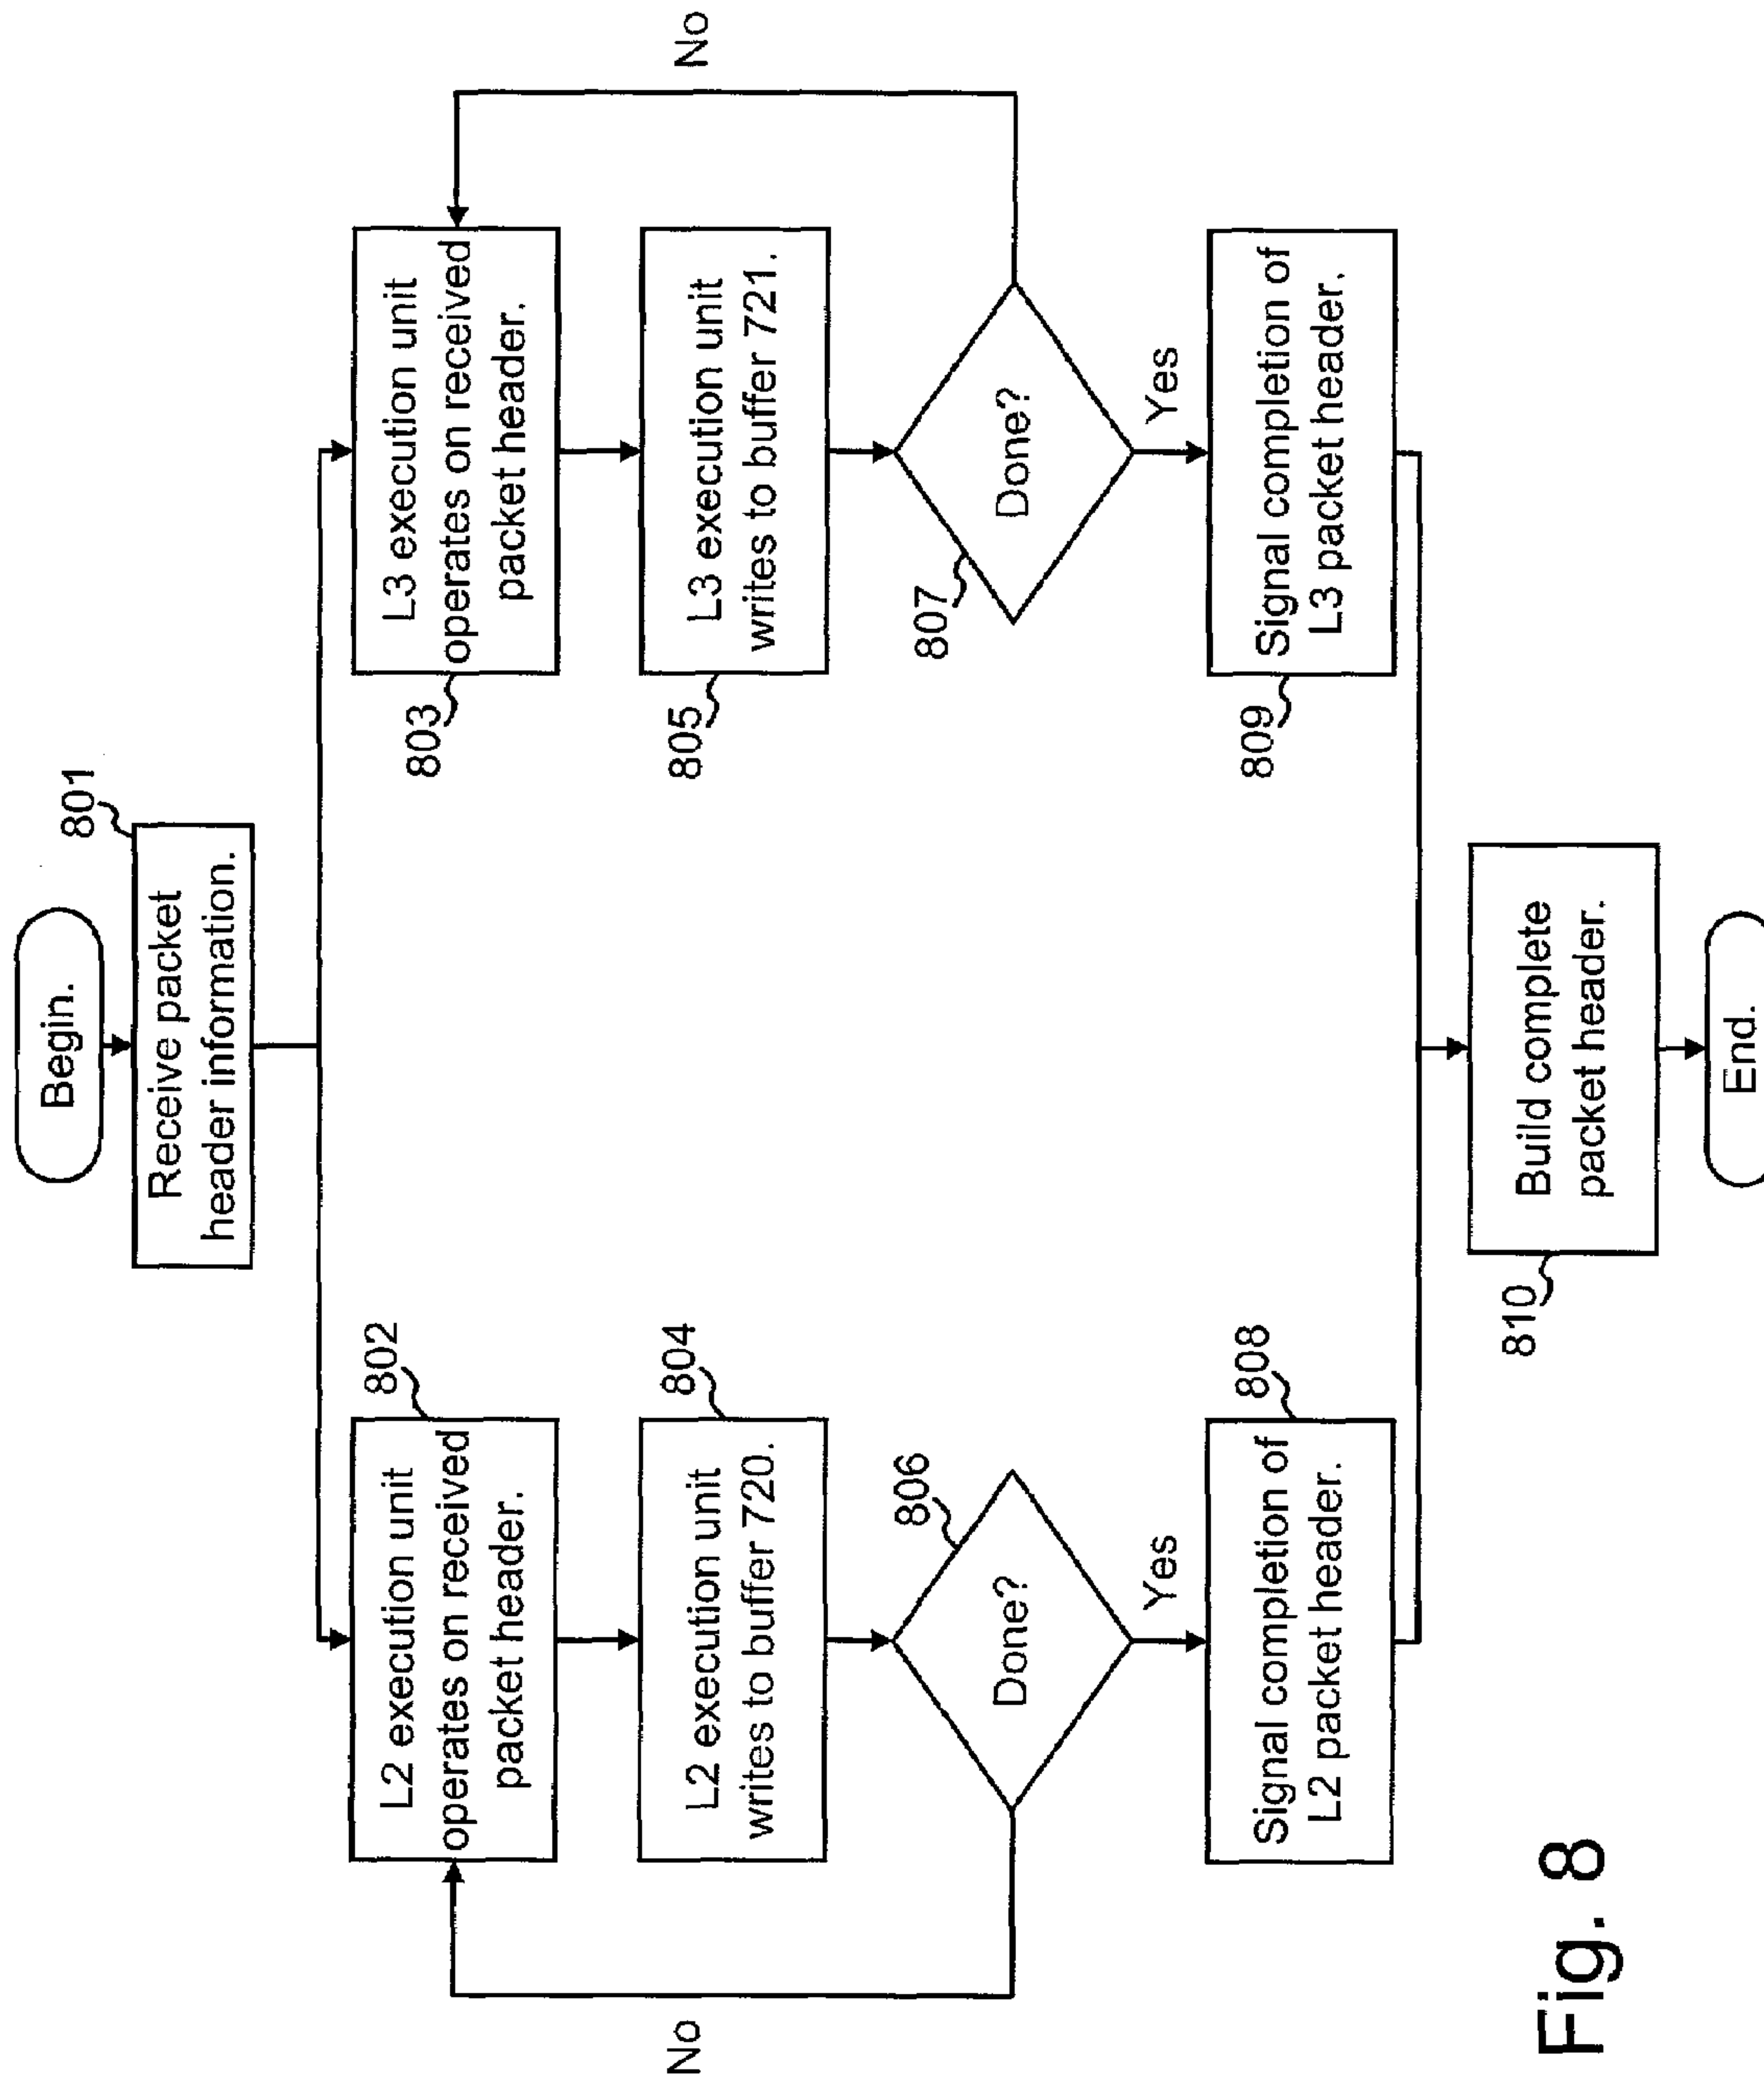 Begin.
801
Receive packet
header information.
802
L2 execution unit
operates on received
packet header.
803
L3 execution unit
operates on received
packet header.
804
L2 execution unit
writes to buffer 720.
805
L3 execution unit
writes to buffer 721.
No
No
806
Done?
807
Done?
Yes
Yes
808
Signal completion of
L2 packet header.
809
Signal completion of
L3 packet header.
810
Build complete
packet header.
End.
Fig. 8